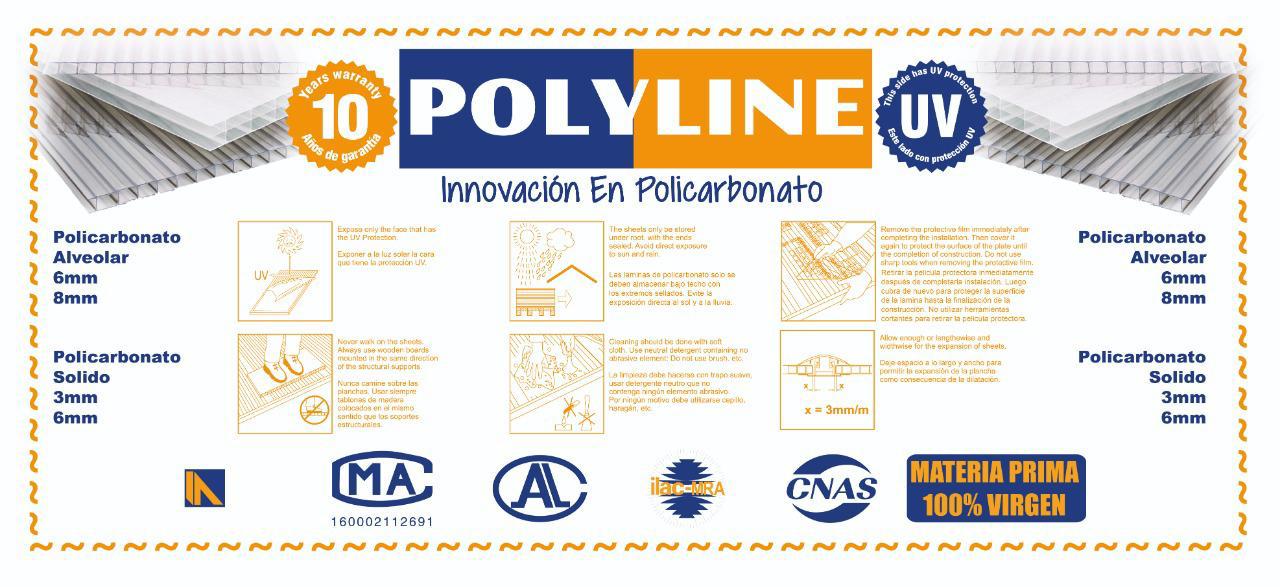 Years warranty
10
Años de garantía
POLYLINE
This side has UV protection
UV
Este lado con protección UV
Innovación En Policarbonato
Policarbonato
Alveolar
6mm
8mm
UV
Expose only the face that has
the UV Protection.
Exponer a la luz soler la cara
que tiene la protección UV.
The sheets only be stored
under root, with the ends
sealed. Avoid direct exposure
to sun and rain.
Las laminas de policarbonato solo se
deben almacenar bajo techo con
los extremos sellados. Evite la
exposición directa al sol y a la lluvia.
Remove the protective film immediately after
completing the installation. Then cover it
again to protect the surface of the plate until
the completion of construction. Do not use
sharp tools when removing the protective film.
Retirar la película protectora inmediatamente
después de completarla instalación. Luego
cubra de nuevo para proteger la superficie
de la lamina hasta la finalización de la
construcción. No utilizar herramientas
cortantes para retirar la película protectora.
Policarbonato
Alveolar
6mm
8mm
Policarbonato
Solido
3mm
6mm
Never walk on the sheets.
Always use wooden boards
mounted in the same direction
of the structural supports.
Nunca camine sobre las
planchas. Usar siempre
tablones de madera
colocados en el mismo
sentido que los soportes
estructurales.
Cleaning should be done with soft
cloth. Use neutral detergent containing no
abrasive element: Do not use brush, etc.
La limpieza debe hacerse con trapo suave,
usar detergente neutro que no
contenga ningún elemento abrasivo.
Por ningún motivo debe utilizarse cepillo,
haragán, etc.
x x
x = 3mm/m
Allow enough or lengthewise and
widthwise for the expansion of sheets.
Deje espacio a lo largo y ancho para
permitir la expansión de la plancha
como consecuencia de la dilatación.
Policarbonato
Solido
3mm
6mm
MA
160002112691
AL
ilac-MRA
CNAS
MATERIA PRIMA
100% VIRGEN